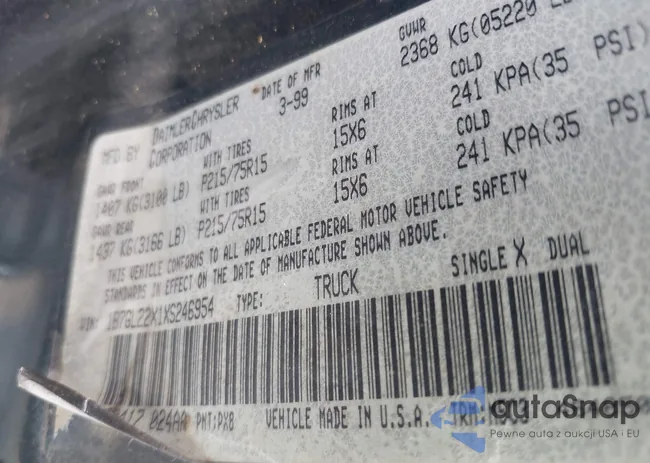 MFD BY DAIMLERCHRYSLER CORPORATION DATE OF MFR 3-99 GVWR 2368 KG(05220
GAWR FRONT WITH TIRES RIMS AT COLD
1407 KG(3100 LB) P215/75R15 15X6 241 KPA(35 PSI)
GAWR REAR WITH TIRES RIMS AT COLD
1437 KG(3166 LB) P215/75R15 15X6 241 KPA(35 PSI
THIS VEHICLE CONFORMS TO ALL APPLICABLE FEDERAL MOTOR VEHICLE SAFETY
STANDARDS IN EFFECT ON THE DATE OF MANUFACTURE SHOWN ABOVE.
VIN: 1B7GL22X1XS246954 TYPE: TRUCK SINGLE X DUAL
024AA PNT:PX8 VEHICLE MADE IN U.S.A.
autoSnap
Pewne auta z aukcji USA i EU